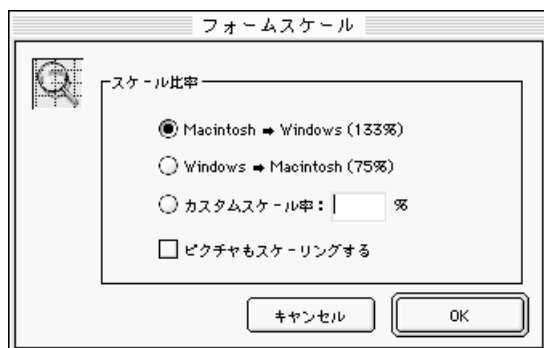 フォームスケール
スケール比率
Macintosh ➡ Windows (133%)
Windows ➡ Macintosh (75%)
カスタムスケール率： %
ピクチャもスケーリングする
キャンセル OK